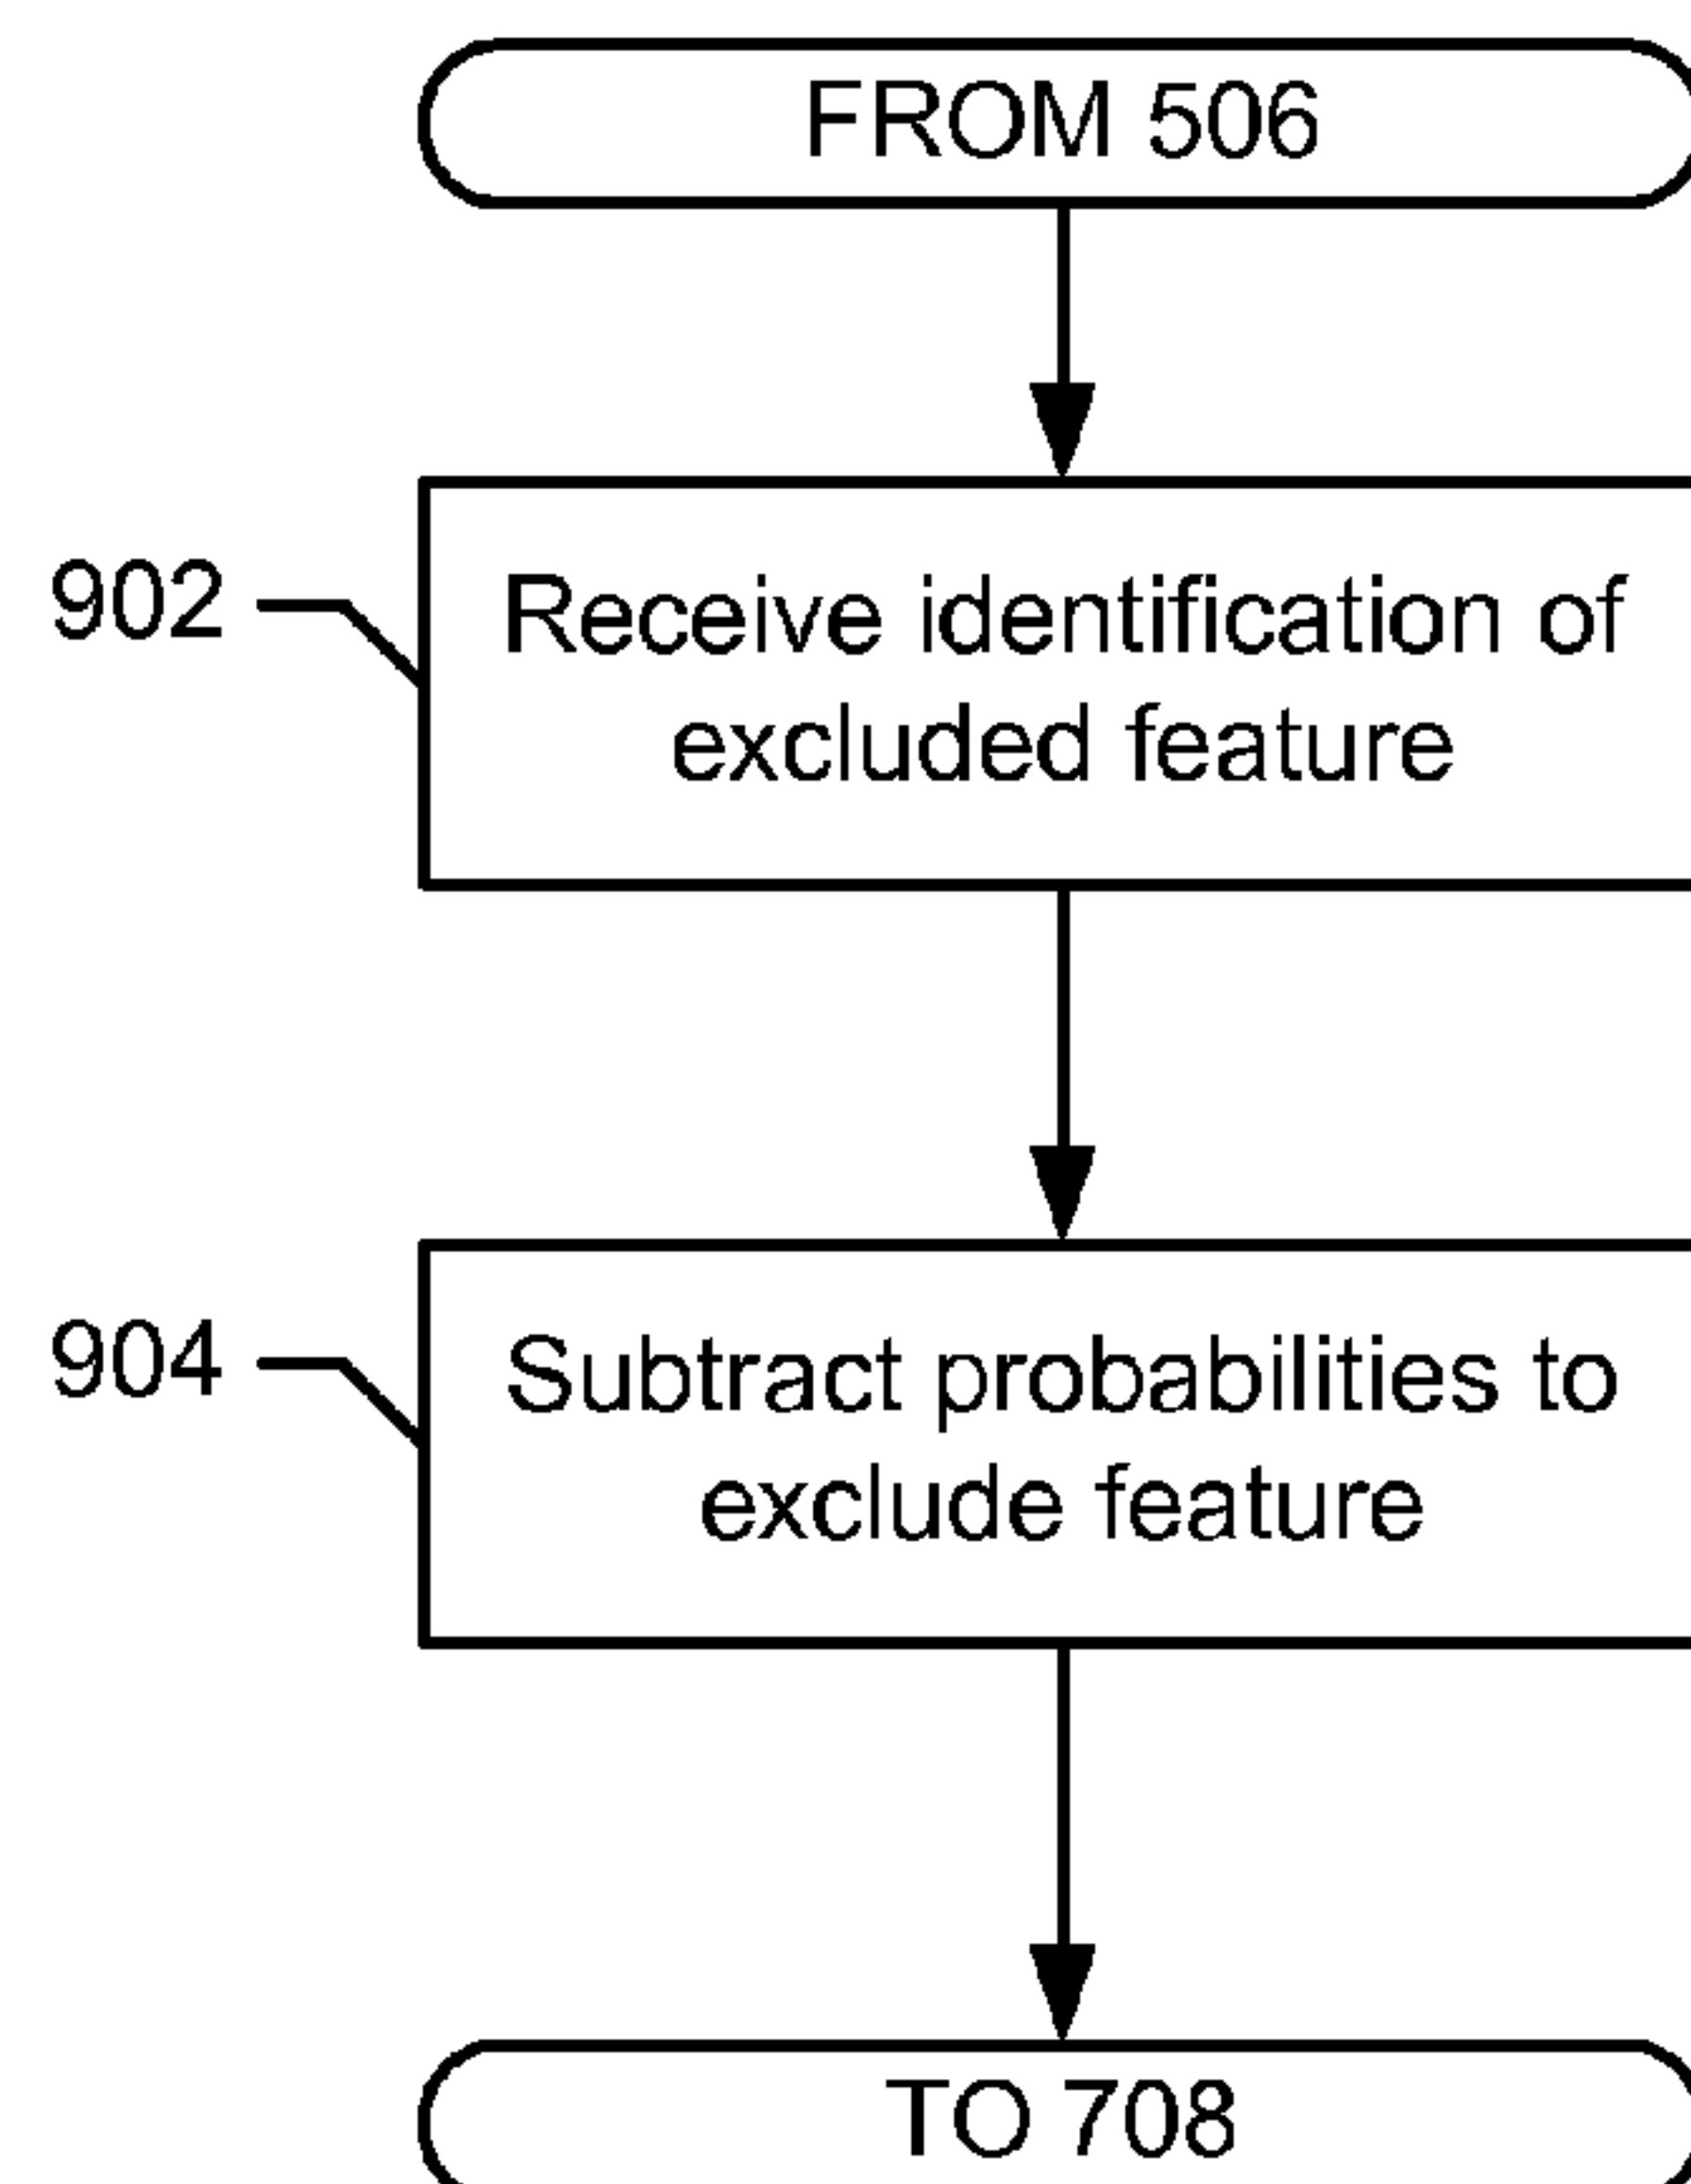 FROM 506
902
Receive identification of
excluded feature
904
Subtract probabilities to
exclude feature
TO 708